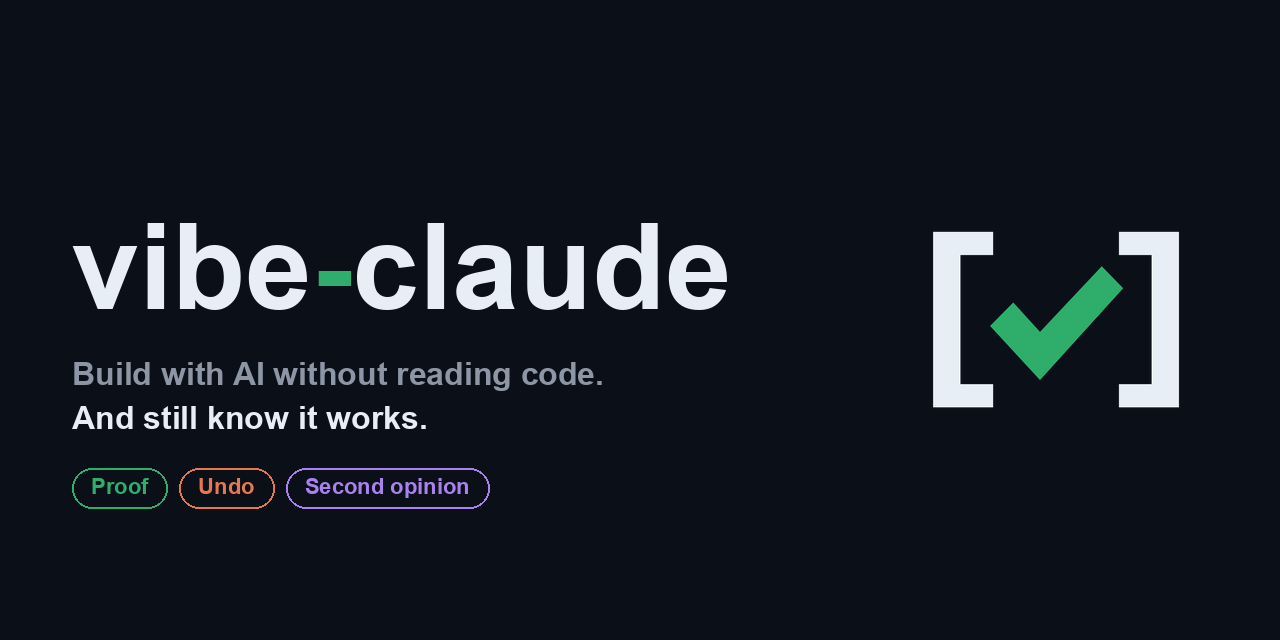 vibe-claude
Build with AI without reading code.
And still know it works.
Proof Undo Second opinion